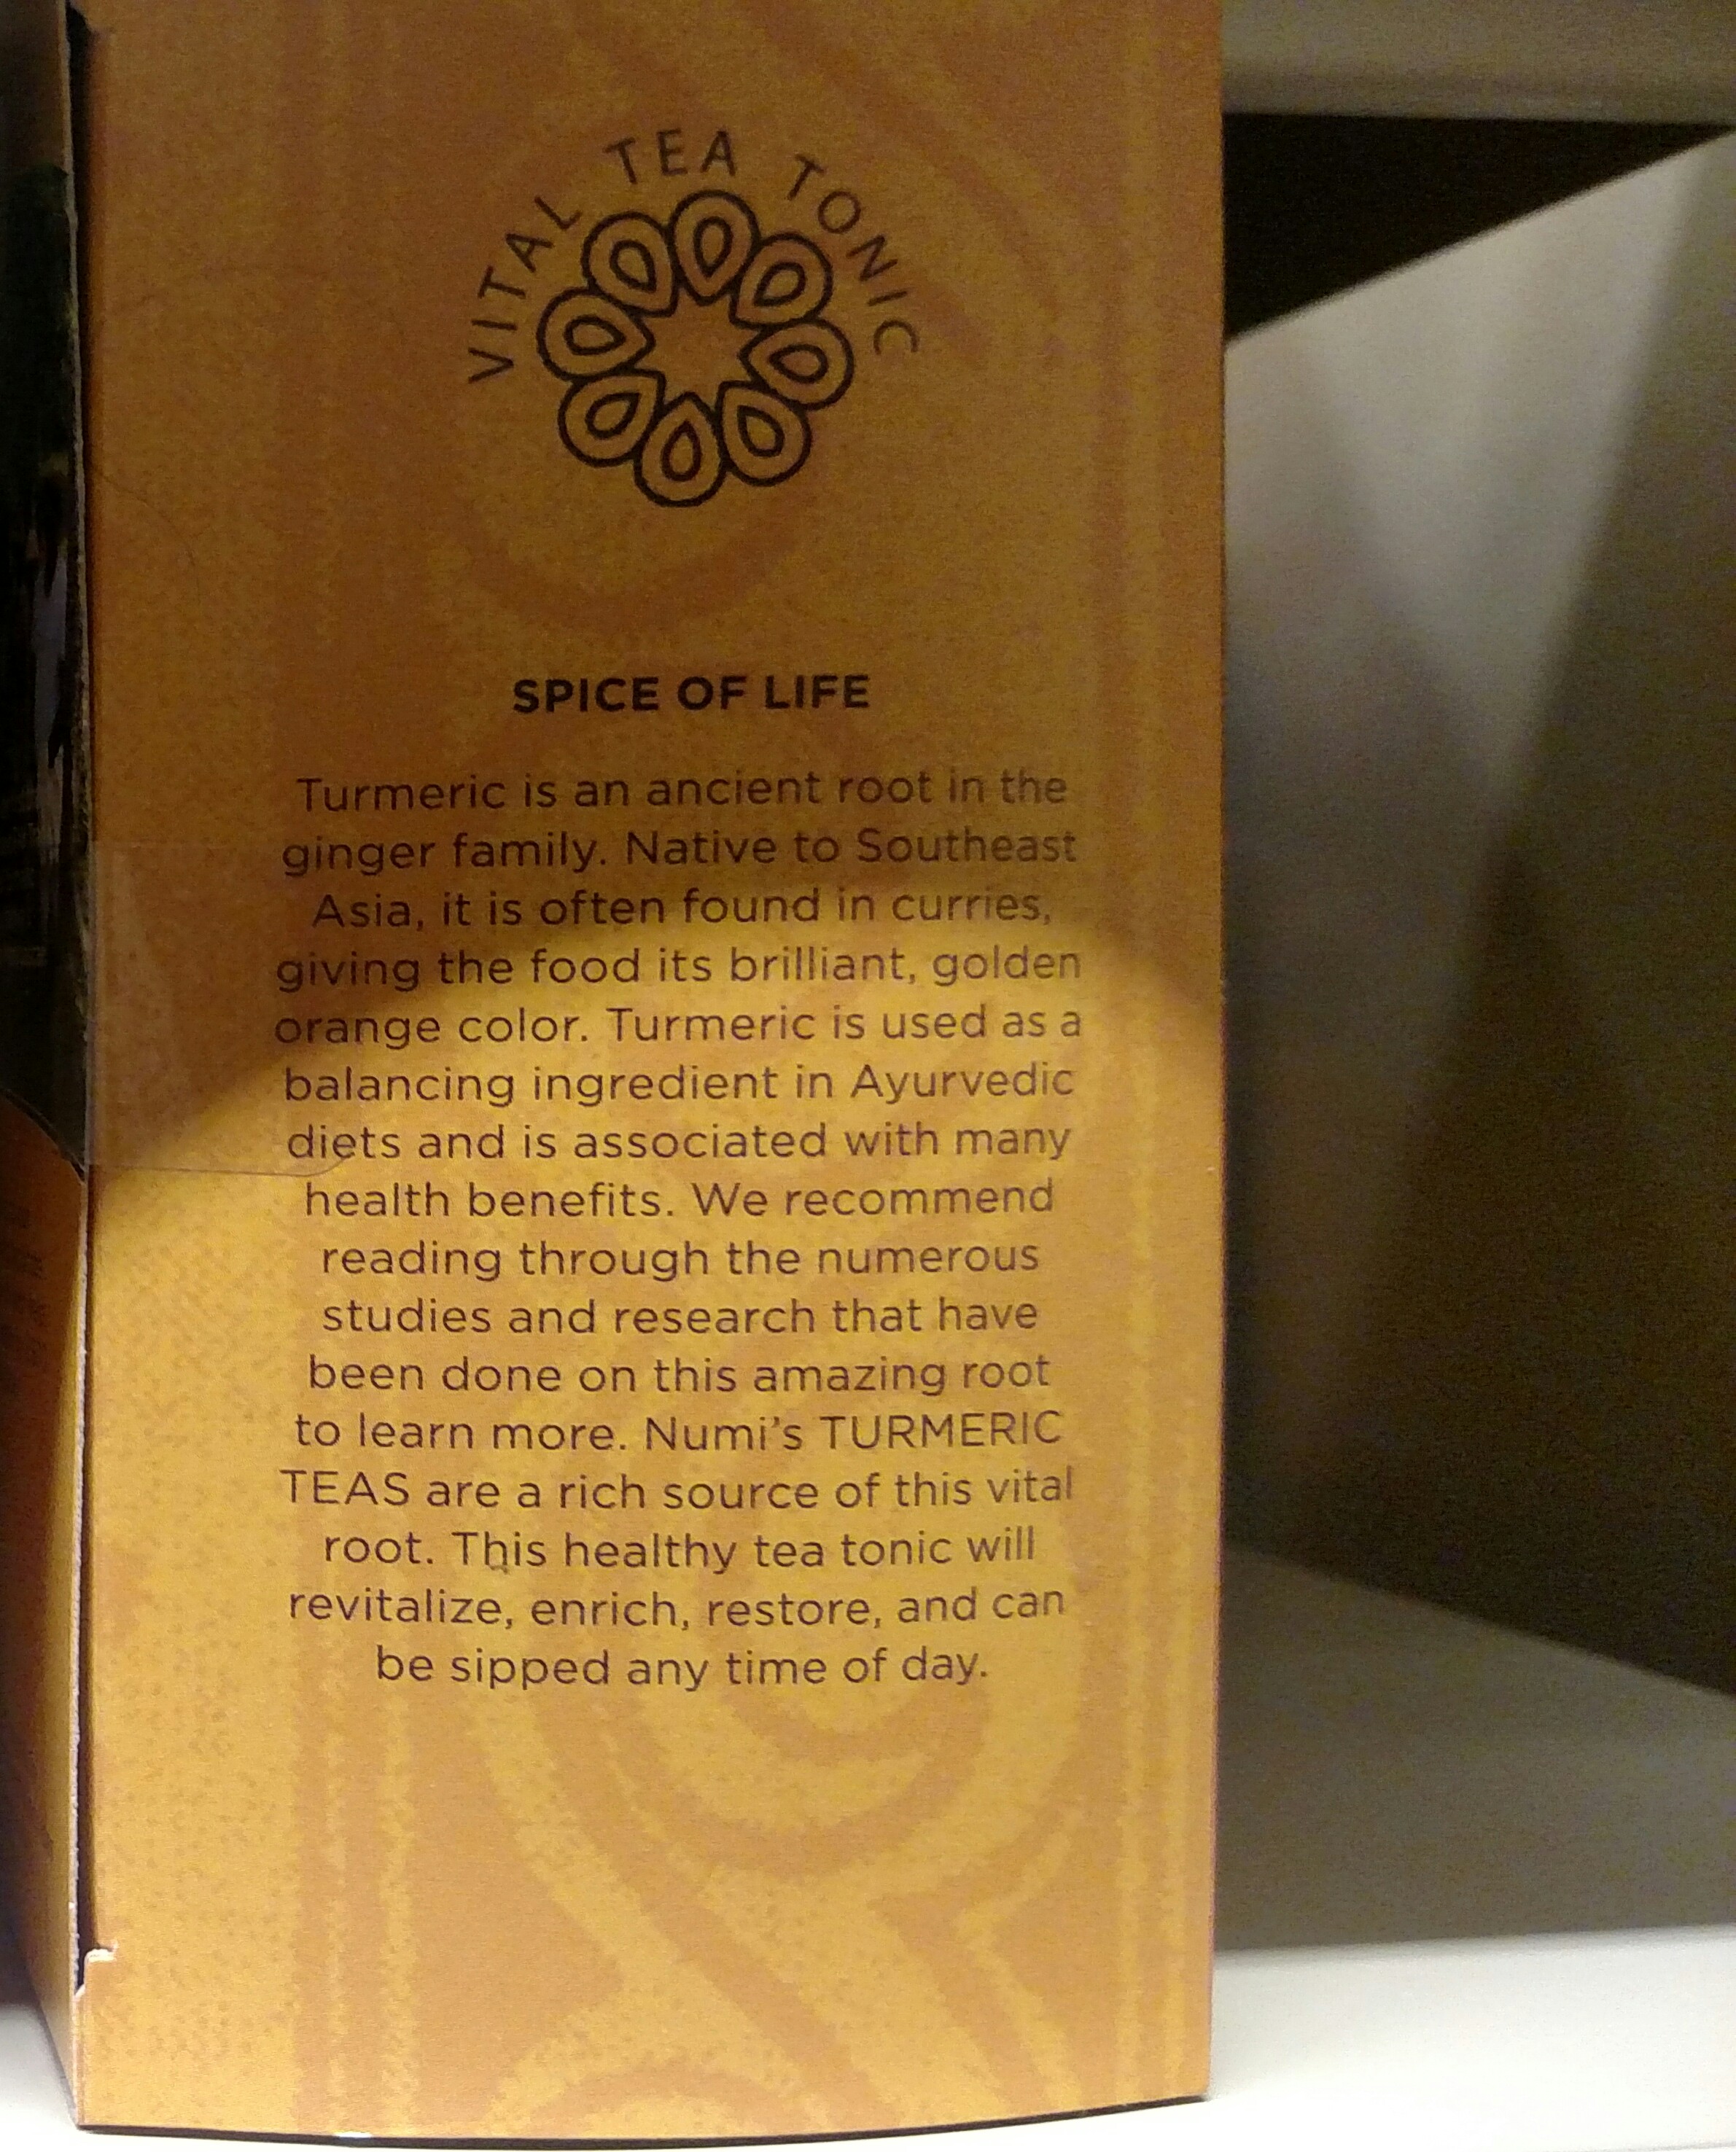 VITAL TEA TONIC
SPICE OF LIFE
Turmeric is an ancient root in the
ginger family. Native to Southeast
Asia, it is often found in curries,
giving the food its brilliant, golden
orange color. Turmeric is used as a
balancing ingredient in Ayurvedic
diets and is associated with many
health benefits. We recommend
reading through the numerous
studies and research that have
been done on this amazing root
to learn more. Numi's TURMERIC
TEAS are a rich source of this vital
root. This healthy tea tonic will
revitalize, enrich, restore, and can
be sipped any time of day.